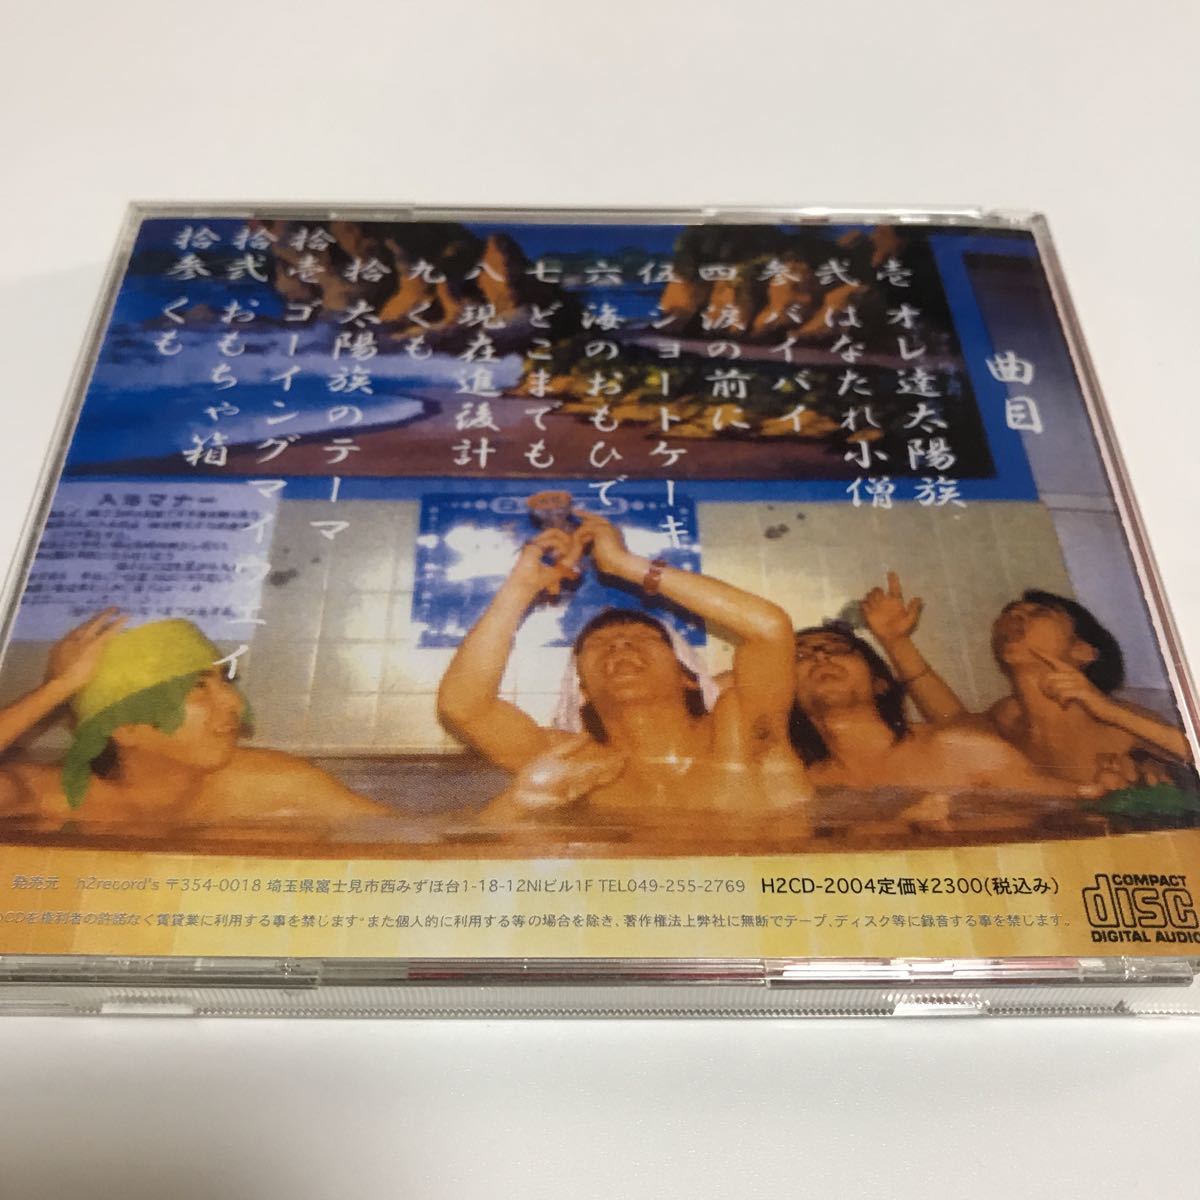 曲目
壱 オレ達太陽族
弐 はなたれ小僧
参 バイバイ
四 涙の前に
伍 ショートケーキ
六 海のおもひで
七 どこまでも
八 現在進後計
九 くも
拾 太陽族のテーマ
拾壱 ゴーイングマイウェイ
拾弐 おもちゃ箱
拾参 くも
入浴マナー
発売元 h2record's 〒354-0018 埼玉県富士見市西みずほ台1-18-12NIビル1F TEL049-255-2769 H2CD-2004定価¥2300(税込み)
CDを権利者の許諾なく賃貸業に利用する事を禁じます。また個人的に利用する等の場合を除き、著作権法上弊社に無断でテープ、ディスク等に録音する事を禁じます。
COMPACT
disc
DIGITAL AUDIO